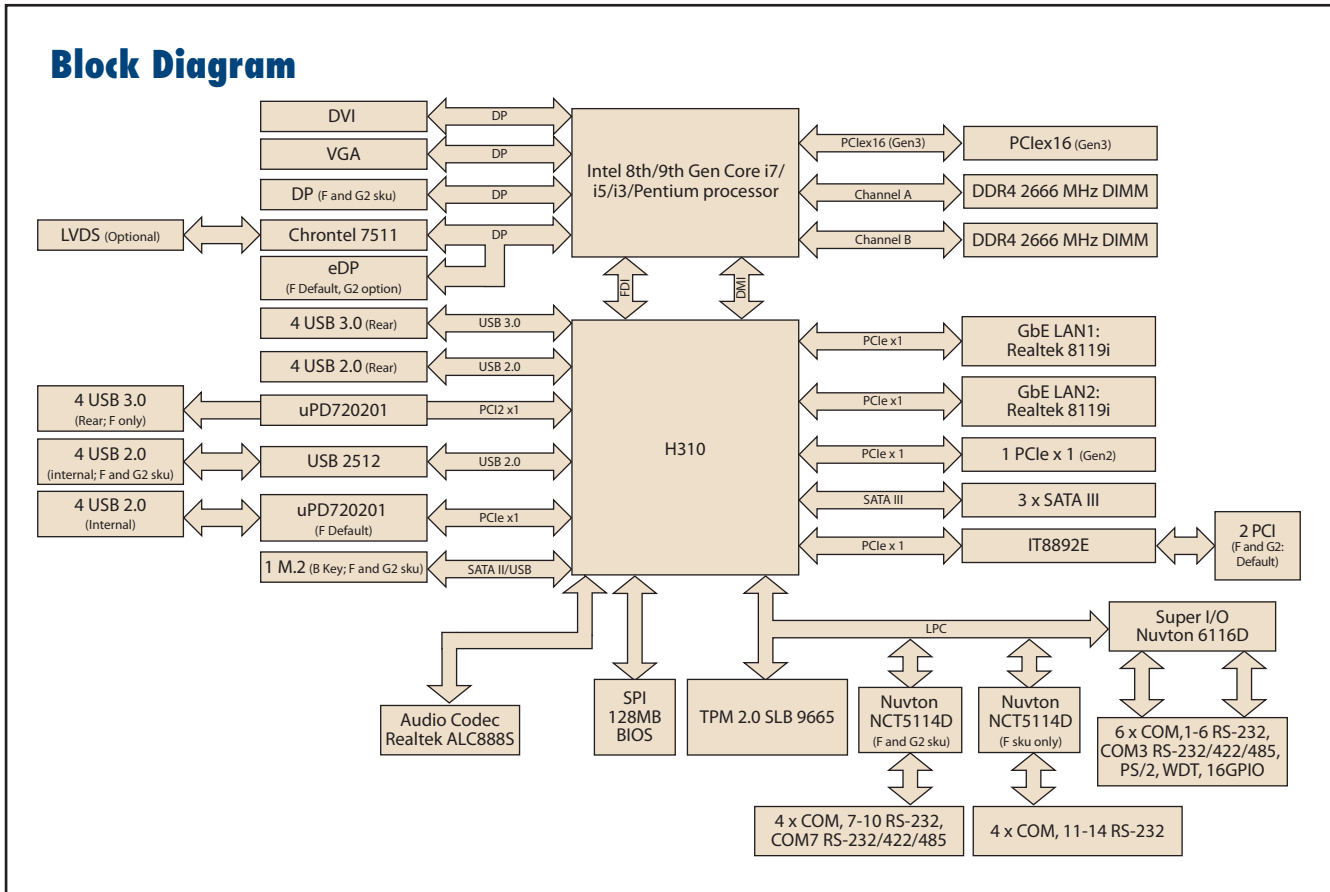 Block Diagram
DVI
DP
VGA
DP
DP (F and G2 sku)
DP
LVDS (Optional)
Chrontel 7511
DP
eDP
(F Default, G2 option)
Intel 8th/9th Gen Core i7/
i5/i3/Pentium processor
PCIex16 (Gen3)
PCIex16 (Gen3)
Channel A
DDR4 2666 MHz DIMM
Channel B
DDR4 2666 MHz DIMM
FDI
DMI
4 USB 3.0 (Rear)
USB 3.0
4 USB 2.0 (Rear)
USB 2.0
4 USB 3.0
(Rear; F only)
uPD720201
PCI2 x1
4 USB 2.0
(internal; F and G2 sku)
USB 2512
USB 2.0
4 USB 2.0
(Internal)
uPD720201
(F Default)
PCIe x1
1 M.2 (B Key; F and G2 sku)
SATA II/USB
H310
PCIe x1
GbE LAN1:
Realtek 8119i
PCIe x1
GbE LAN2:
Realtek 8119i
PCIe x 1
1 PCIe x 1 (Gen2)
SATA III
3 x SATA III
PCIe x 1
IT8892E
2 PCI
(F and G2:
Default)
LPC
Super I/O
Nuvton 6116D
Audio Codec
Realtek ALC888S
SPI
128MB
BIOS
TPM 2.0 SLB 9665
Nuvton
NCT5114D
(F and G2 sku)
Nuvton
NCT5114D
(F sku only)
6 x COM,1-6 RS-232,
COM3 RS-232/422/485,
PS/2, WDT, 16GPIO
4 x COM, 7-10 RS-232,
COM7 RS-232/422/485
4 x COM, 11-14 RS-232